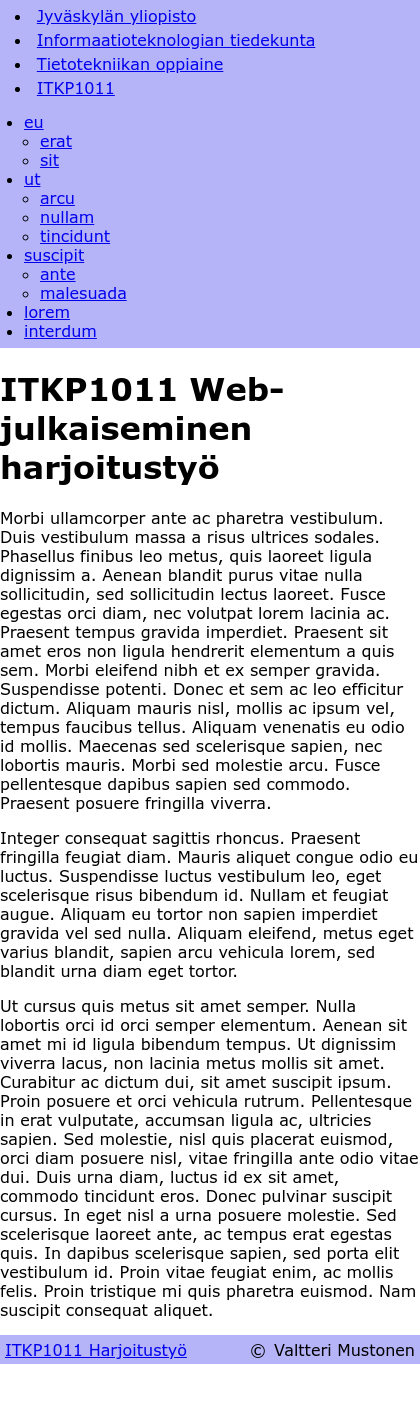 Jyväskylän yliopisto
Informaatioteknologian tiedekunta
Tietotekniikan oppiaine
ITKP1011
eu
erat
sit
ut
arcu
nullam
tincidunt
suscipit
ante
malesuada
lorem
interdum
ITKP1011 Web-
julkaiseminen
harjoitustyö
Morbi ullamcorper ante ac pharetra vestibulum.
Duis vestibulum massa a risus ultrices sodales.
Phasellus finibus leo metus, quis laoreet ligula
dignissim a. Aenean blandit purus vitae nulla
sollicitudin, sed sollicitudin lectus laoreet. Fusce
egestas orci diam, nec volutpat lorem lacinia ac.
Praesent tempus gravida imperdiet. Praesent sit
amet eros non ligula hendrerit elementum a quis
sem. Morbi eleifend nibh et ex semper gravida.
Suspendisse potenti. Donec et sem ac leo efficitur
dictum. Aliquam mauris nisl, mollis ac ipsum vel,
tempus faucibus tellus. Aliquam venenatis eu odio
id mollis. Maecenas sed scelerisque sapien, nec
lobortis mauris. Morbi sed molestie arcu. Fusce
pellentesque dapibus sapien sed commodo.
Praesent posuere fringilla viverra.
Integer consequat sagittis rhoncus. Praesent
fringilla feugiat diam. Mauris aliquet congue odio eu
luctus. Suspendisse luctus vestibulum leo, eget
scelerisque risus bibendum id. Nullam et feugiat
augue. Aliquam eu tortor non sapien imperdiet
gravida vel sed nulla. Aliquam eleifend, metus eget
varius blandit, sapien arcu vehicula lorem, sed
blandit urna diam eget tortor.
Ut cursus quis metus sit amet semper. Nulla
lobortis orci id orci semper elementum. Aenean sit
amet mi id ligula bibendum tempus. Ut dignissim
viverra lacus, non lacinia metus mollis sit amet.
Curabitur ac dictum dui, sit amet suscipit ipsum.
Proin posuere et orci vehicula rutrum. Pellentesque
in erat vulputate, accumsan ligula ac, ultricies
sapien. Sed molestie, nisl quis placerat euismod,
orci diam posuere nisl, vitae fringilla ante odio vitae
dui. Duis urna diam, luctus id ex sit amet,
commodo tincidunt eros. Donec pulvinar suscipit
cursus. In eget nisl a urna posuere molestie. Sed
scelerisque laoreet ante, ac tempus erat egestas
quis. In dapibus scelerisque sapien, sed porta elit
vestibulum id. Proin vitae feugiat enim, ac mollis
felis. Proin tristique mi quis pharetra euismod. Nam
suscipit consequat aliquet.
ITKP1011 Harjoitustyö © Valtteri Mustonen